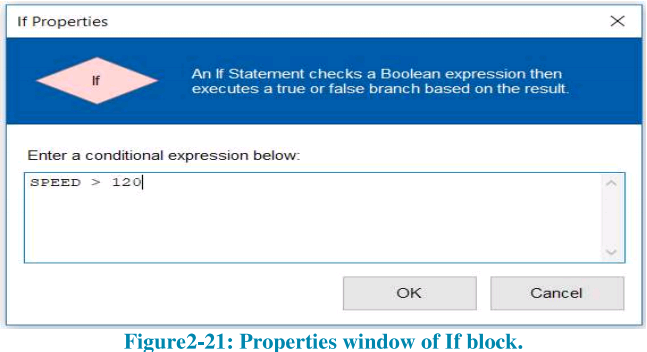 If Properties
If
An If Statement checks a Boolean expression then
executes a true or false branch based on the result.
Enter a conditional expression below:
SPEED > 120
OK
Cancel
Figure2-21: Properties window of If block.